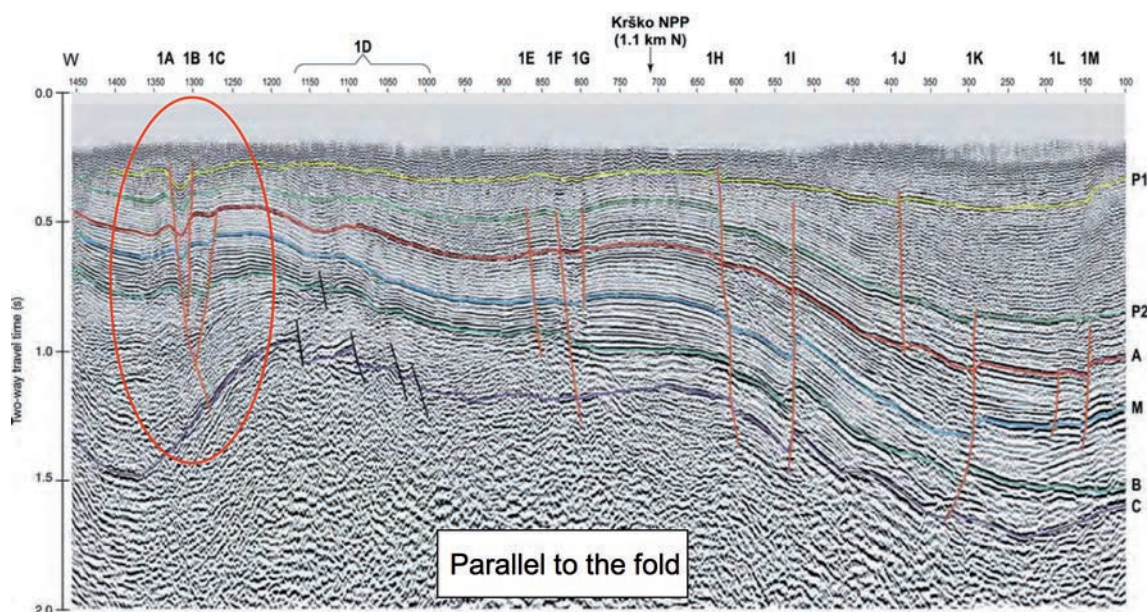 Krško NPP
(1.1 km N)
W 1A 1B 1C 1D 1E 1F 1G 1H 1I 1J 1K 1L 1M
1450 1400 1350 1300 1250 1200 1150 1100 1050 1000 950 900 850 800 750 700 650 600 550 500 450 400 350 300 250 200 150 100
0.0
P1
0.5
P2
A
1.0
M
B
1.5
C
2.0
Two-way travel time (s)
Parallel to the fold